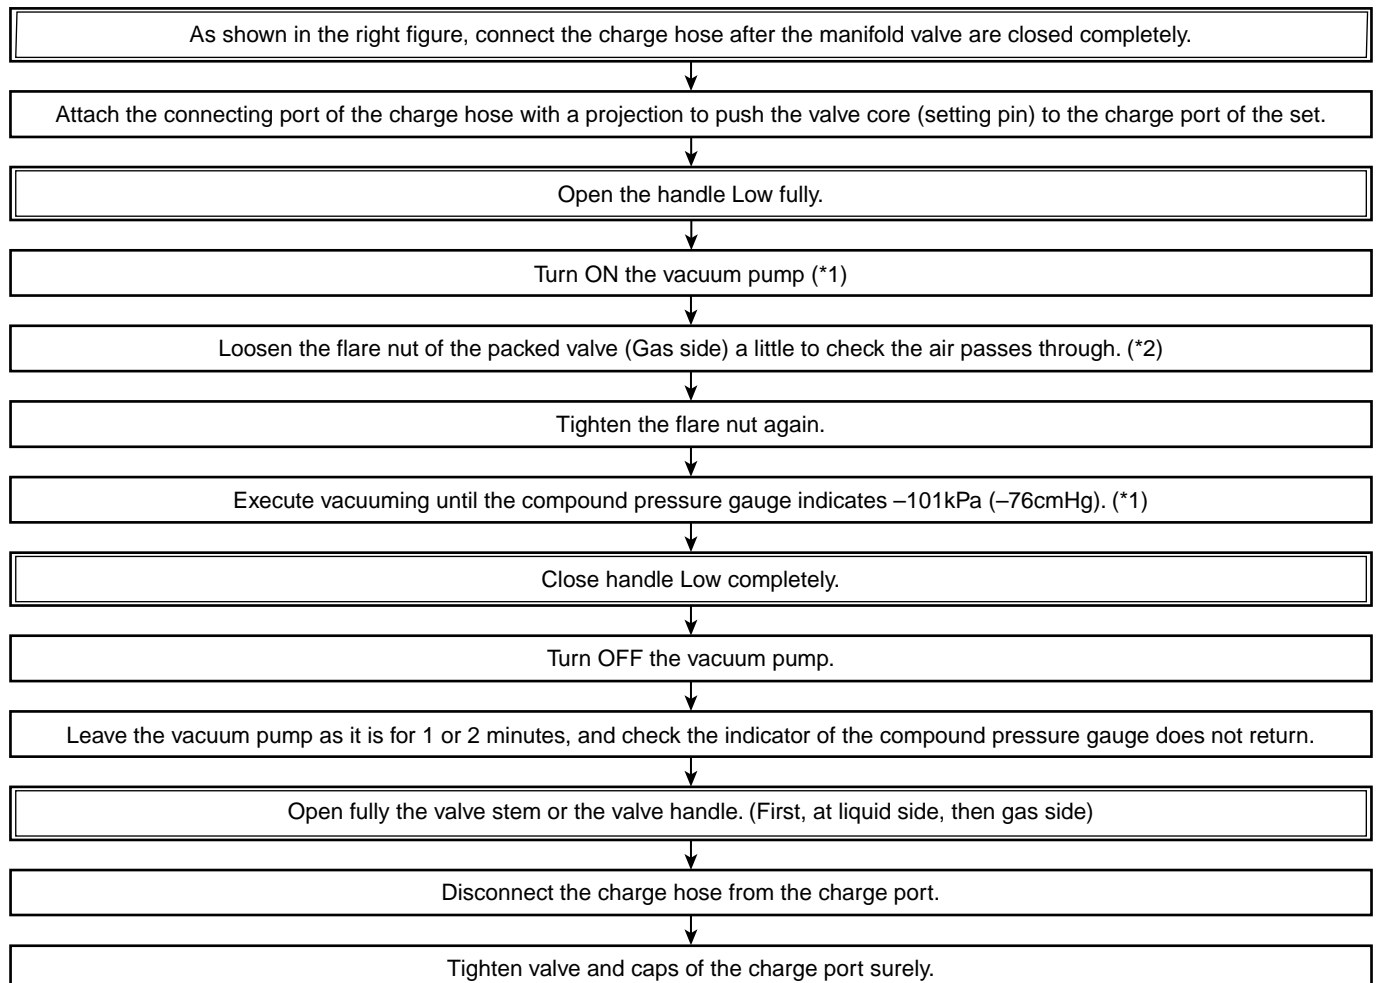 As shown in the right figure, connect the charge hose after the manifold valve are closed completely.
Attach the connecting port of the charge hose with a projection to push the valve core (setting pin) to the charge port of the set.
Open the handle Low fully.
Turn ON the vacuum pump (*1)
Loosen the flare nut of the packed valve (Gas side) a little to check the air passes through. (*2)
Tighten the flare nut again.
Execute vacuuming until the compound pressure gauge indicates –101kPa (–76cmHg). (*1)
Close handle Low completely.
Turn OFF the vacuum pump.
Leave the vacuum pump as it is for 1 or 2 minutes, and check the indicator of the compound pressure gauge does not return.
Open fully the valve stem or the valve handle. (First, at liquid side, then gas side)
Disconnect the charge hose from the charge port.
Tighten valve and caps of the charge port surely.